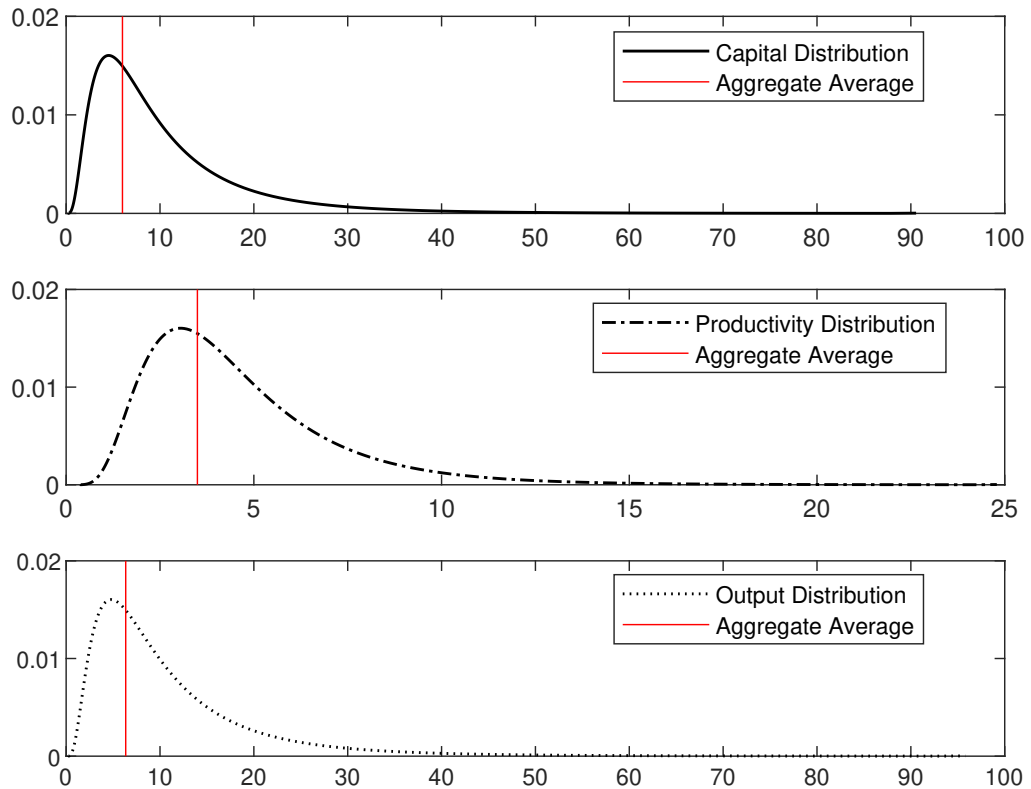 0.02
Capital Distribution
Aggregate Average
0.01
0
0 10 20 30 40 50 60 70 80 90 100
0.02
Productivity Distribution
Aggregate Average
0.01
0
0 5 10 15 20 25
0.02
Output Distribution
Aggregate Average
0.01
0
0 10 20 30 40 50 60 70 80 90 100